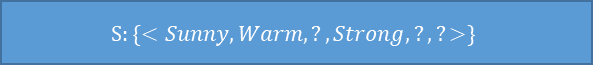 S: {< Sunny, Warm, ? , Strong, ? , ? >}